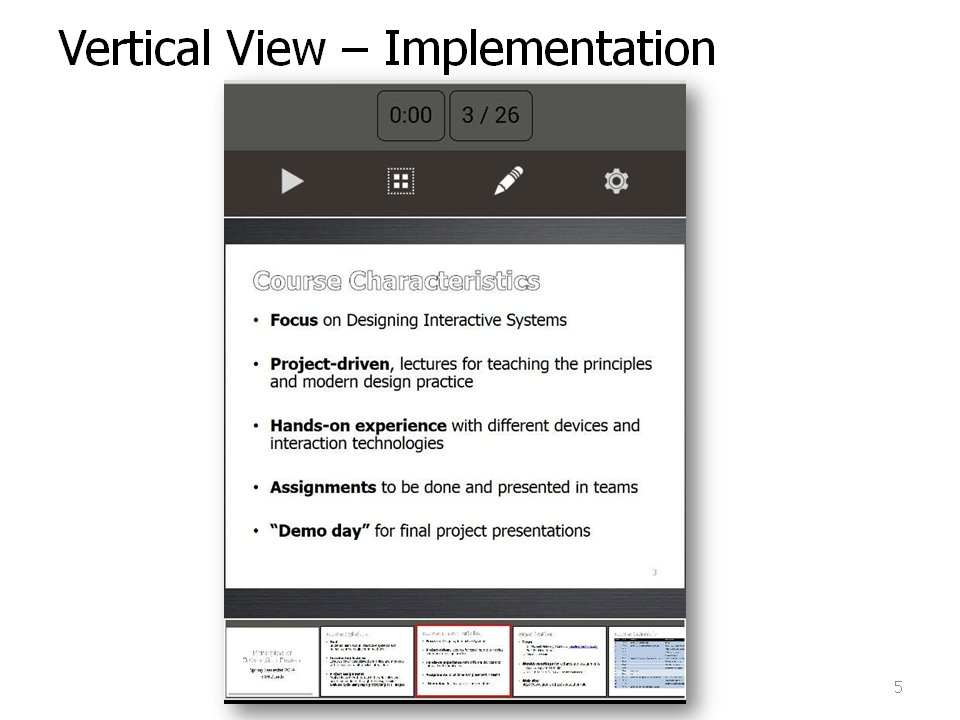 Vertical View – Implementation
0:00 3 / 26
Course Characteristics
• Focus on Designing Interactive Systems
• Project-driven, lectures for teaching the principles
and modern design practice
• Hands-on experience with different devices and
interaction technologies
• Assignments to be done and presented in teams
• “Demo day” for final project presentations
3
5